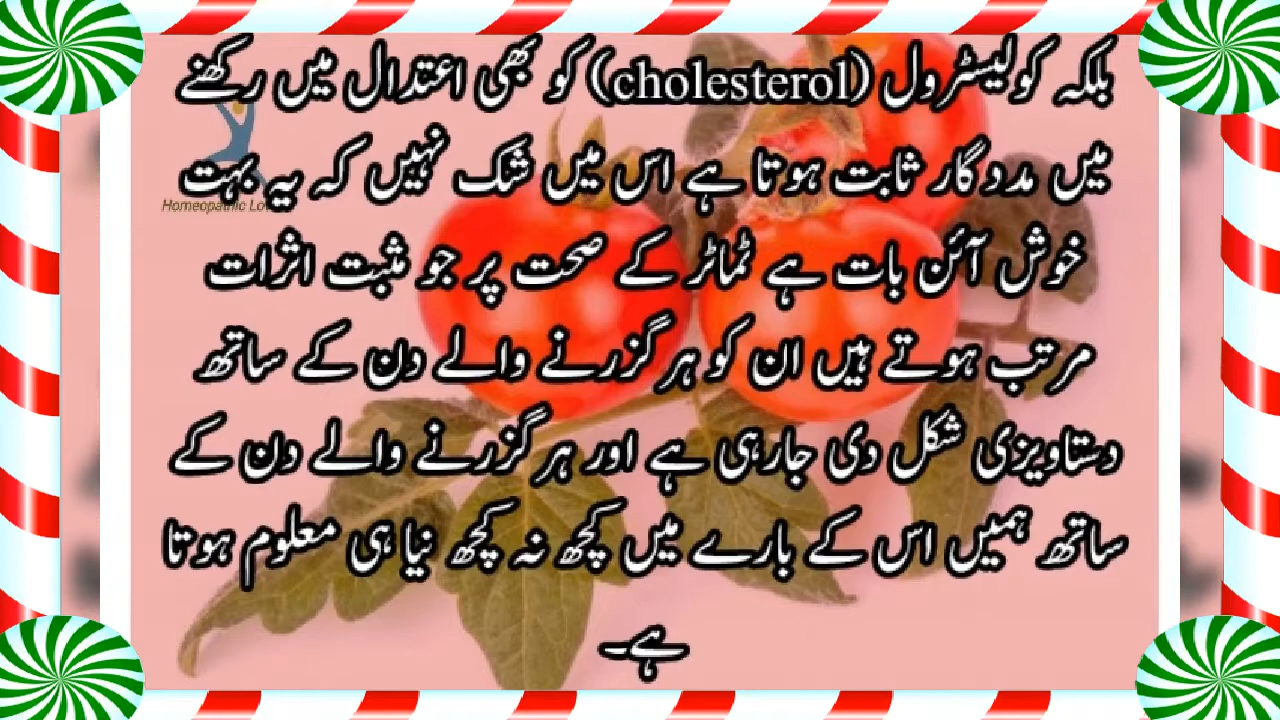 بلکہ کولیسٹرول (cholesterol) کو بھی اعتدال میں رکھنے
میں مددگار ثابت ہوتا ہے اس میں شک نہیں کہ یہ بہت
Homeopathic
خوش آئن بات ہے ٹماٹر کے صحت پر جو مثبت اثرات
مرتب ہوتے ہیں ان کو ہر گزرنے والے دن کے ساتھ
دستاویزی شکل دی جارہی ہے اور ہر گزرنے والے دن کے
ساتھ ہمیں اس کے بارے میں کچھ نہ کچھ نیا ہی معلوم ہوتا
ہے۔